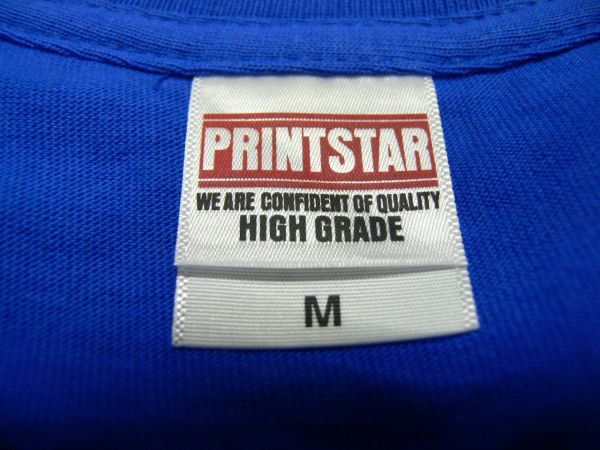 PRINTSTAR
WE ARE CONFIDENT OF QUALITY
HIGH GRADE
M